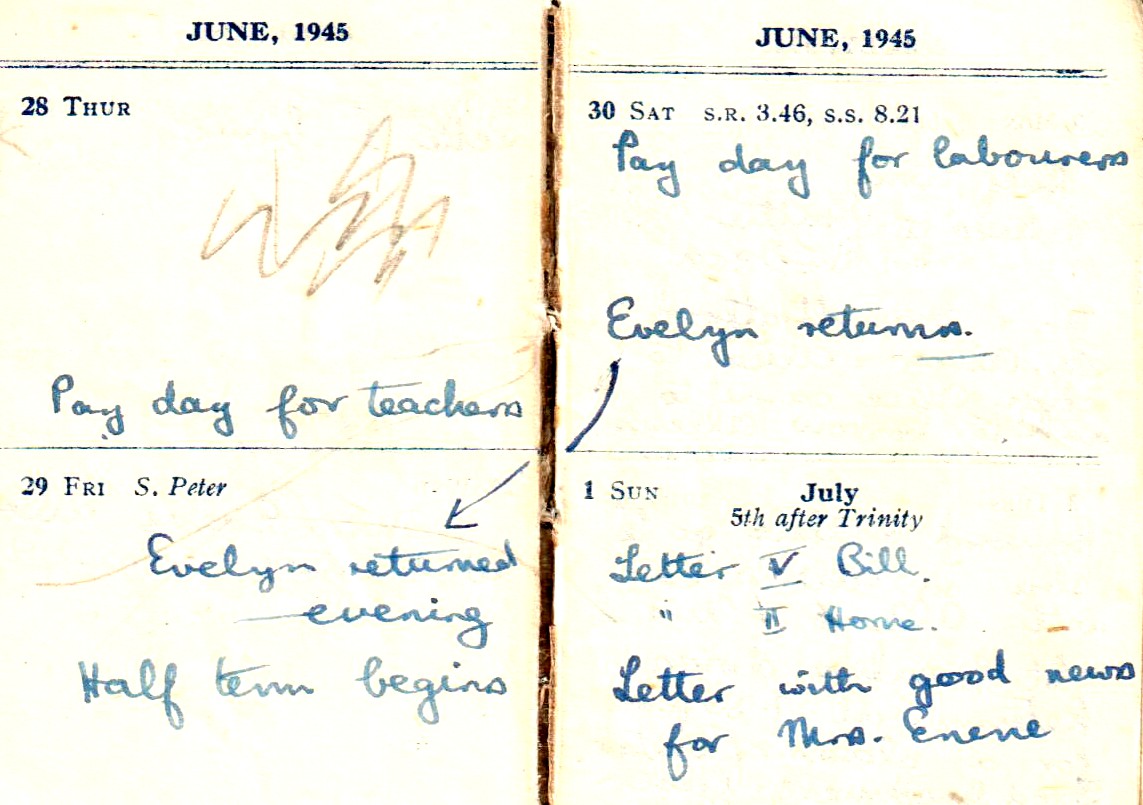 JUNE, 1945
28 THUR
Pay day for teachers
29 FRI S. Peter
Evelyn returned
evening
Half term begins
JUNE, 1945
30 SAT S.R. 3.46, S.S. 8.21
Pay day for labourers
Evelyn returns.
1 SUN July
5th after Trinity
Letter V Bill.
" II Home.
Letter with good news
for Mrs. Enene